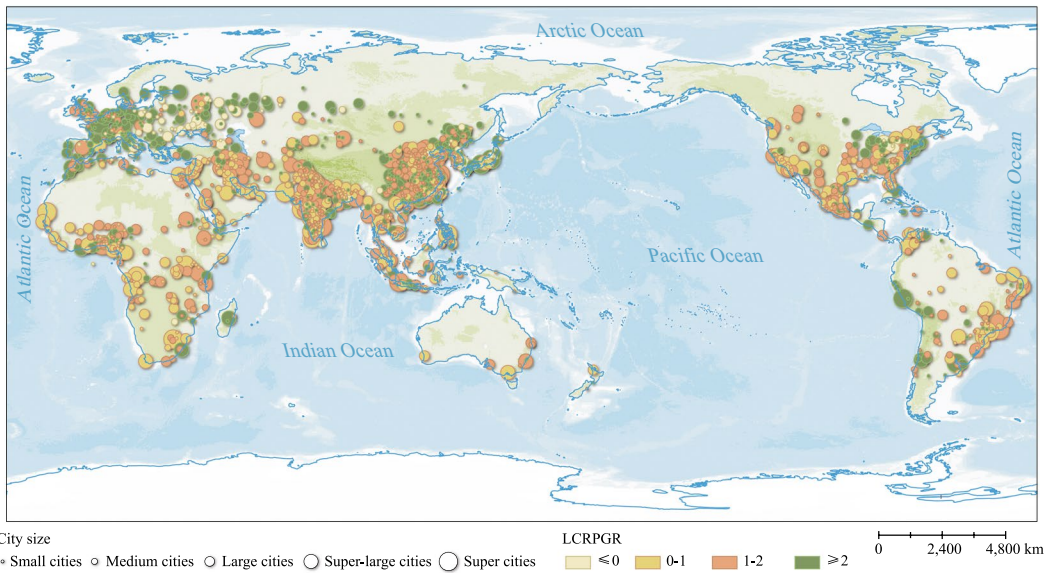 Arctic Ocean
Atlantic Ocean
Atlantic Ocean
Pacific Ocean
Indian Ocean
City size
Small cities
Medium cities
Large cities
Super-large cities
Super cities
LCRPGR
≤0
0-1
1-2
≥2
0
2,400
4,800 km